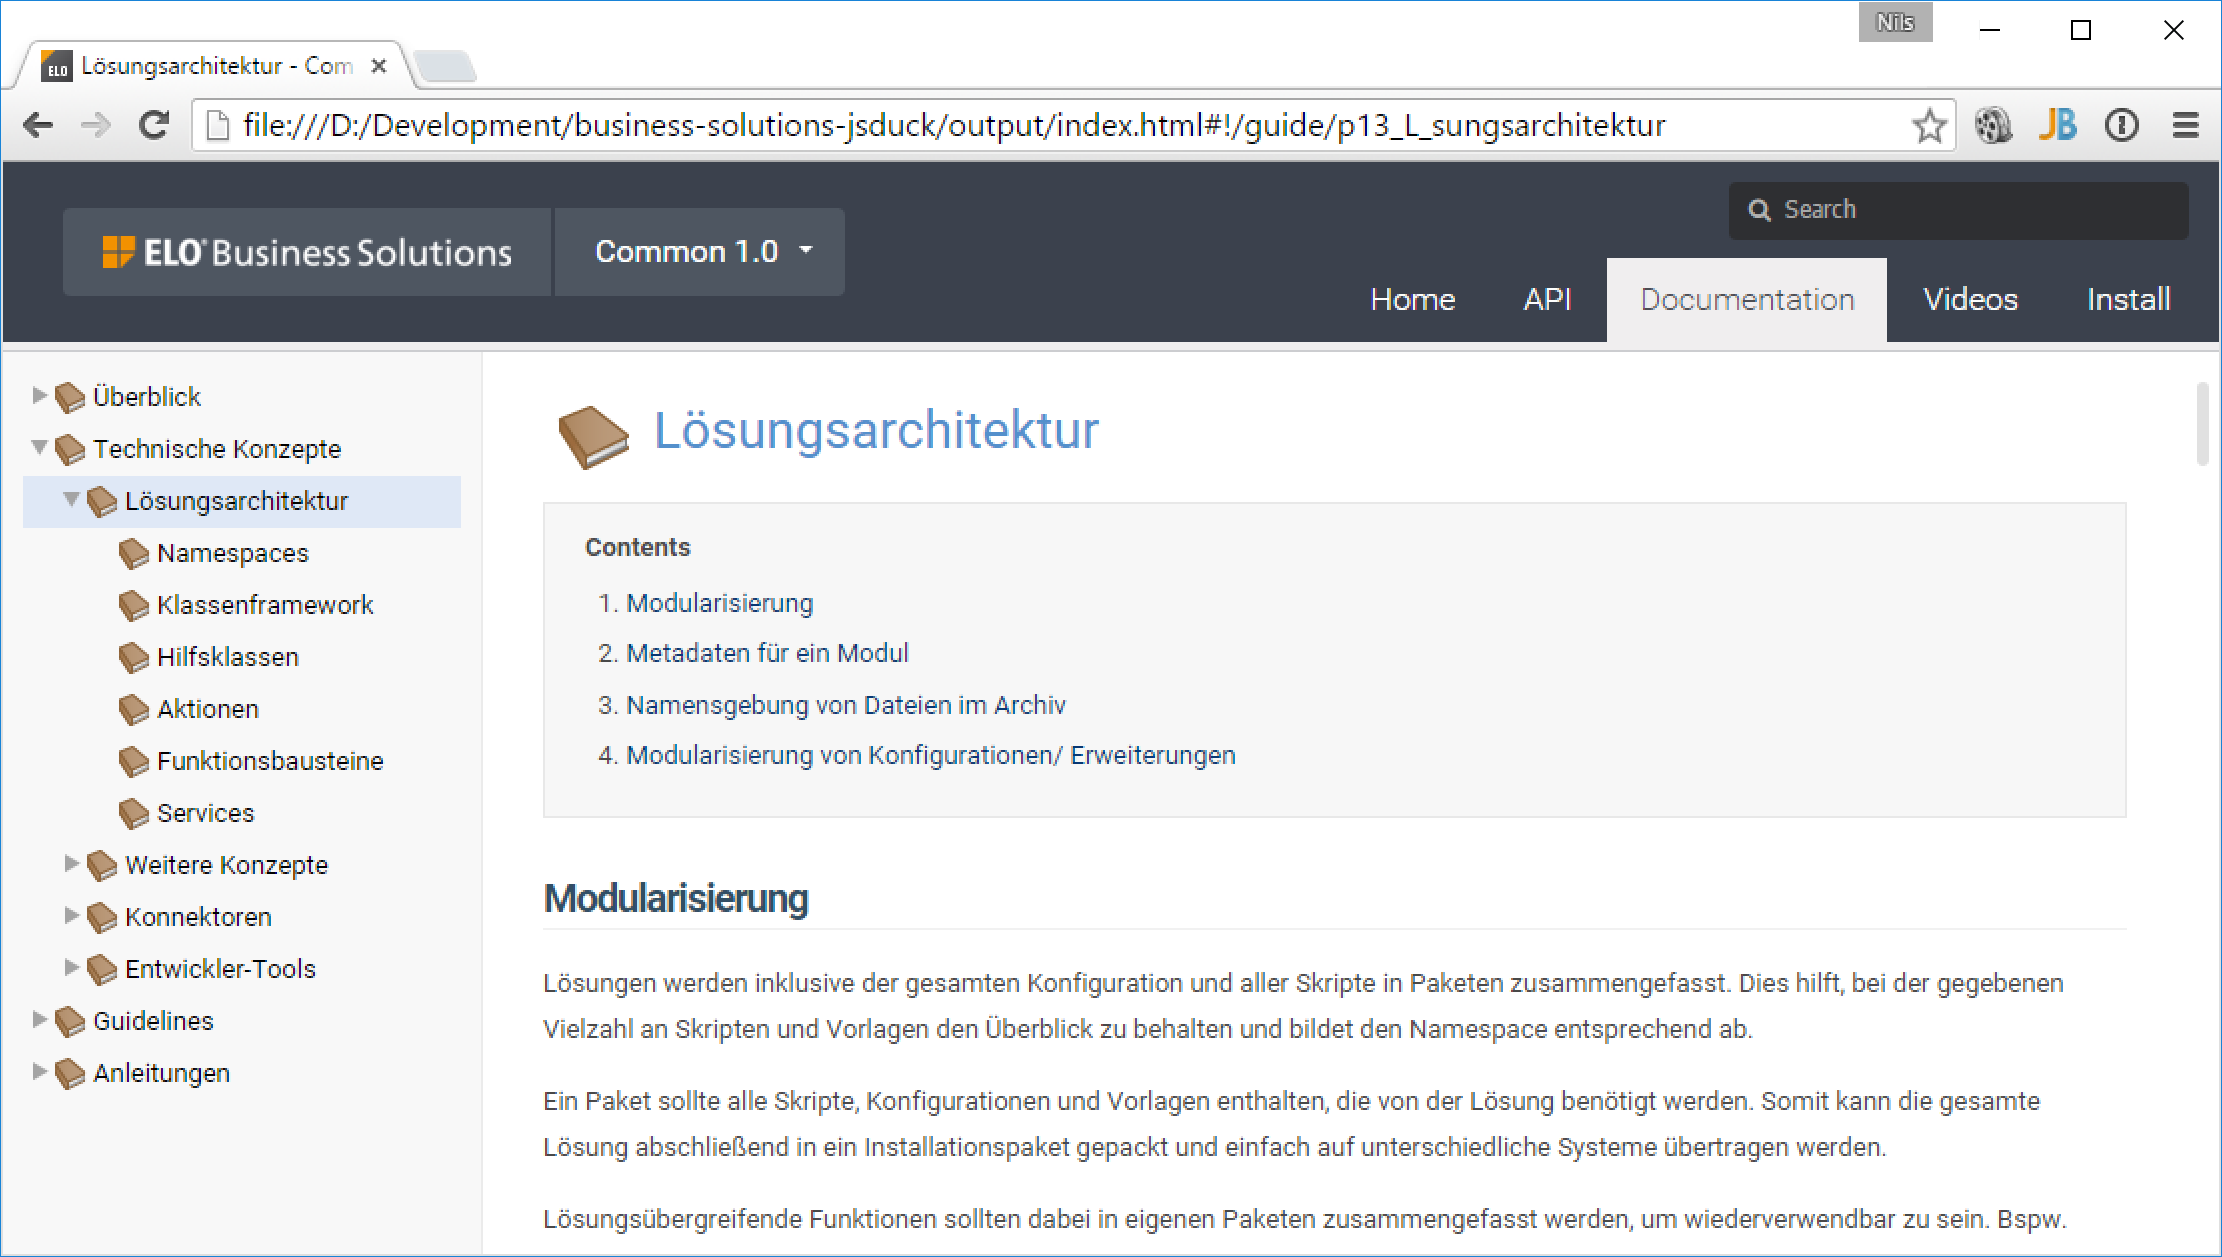 Nils
ELO Lösungsarchitektur - Com
file:///D:/Development/business-solutions-jsduck/output/index.html#!/guide/p13_L_sungsarchitektur
JB
Search
ELO® Business Solutions
Common 1.0
Home
API
Documentation
Videos
Install
Überblick
Technische Konzepte
Lösungsarchitektur
Namespaces
Klassenframework
Hilfsklassen
Aktionen
Funktionsbausteine
Services
Weitere Konzepte
Konnektoren
Entwickler-Tools
Guidelines
Anleitungen
Lösungsarchitektur
Contents
1. Modularisierung
2. Metadaten für ein Modul
3. Namensgebung von Dateien im Archiv
4. Modularisierung von Konfigurationen/ Erweiterungen
Modularisierung
Lösungen werden inklusive der gesamten Konfiguration und aller Skripte in Paketen zusammengefasst. Dies hilft, bei der gegebenen
Vielzahl an Skripten und Vorlagen den Überblick zu behalten und bildet den Namespace entsprechend ab.
Ein Paket sollte alle Skripte, Konfigurationen und Vorlagen enthalten, die von der Lösung benötigt werden. Somit kann die gesamte
Lösung abschließend in ein Installationspaket gepackt und einfach auf unterschiedliche Systeme übertragen werden.
Lösungsübergreifende Funktionen sollten dabei in eigenen Paketen zusammengefasst werden, um wiederverwendbar zu sein. Bspw.